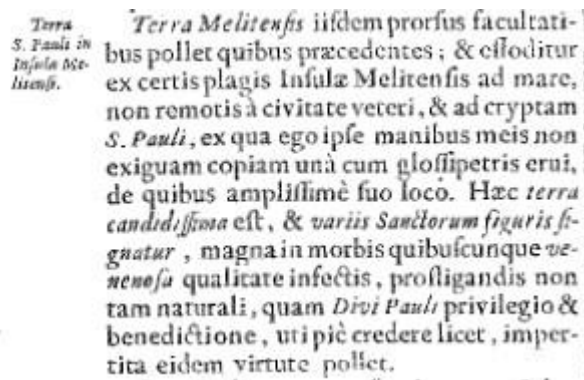 Terra
S. Pauli in
Insula Me-
litensi.
Terra Melitensis iisdem prorsus facultati-
bus pollet quibus præcedentes ; & effoditur
ex certis plagis Insulæ Melitensis ad mare,
non remotis à civitate veteri, & ad cryptam
S. Pauli, ex qua ego ipse manibus meis non
exiguam copiam unà cum glossipetris erui,
de quibus amplissimè suo loco. Hæc terra
candidissima est, & variis Sanctorum figuris si-
gnatur , magna in morbis quibuscunque ve-
nenosa qualitate infectis, profligandis non
tam naturali, quam Divi Pauli privilegio &
benedictione, uti piè credere licet, imper-
tita eidem virtute pollet.